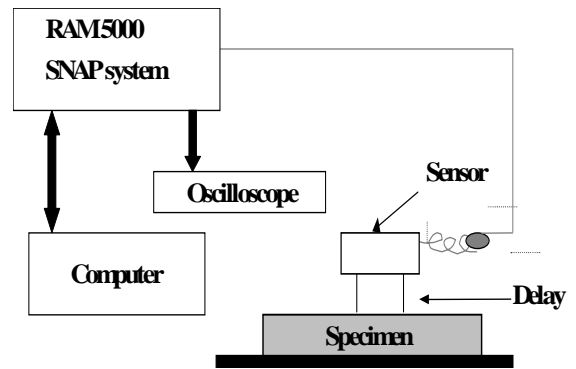 RAM5000
SNAP system
Oscilloscope
Sensor
Computer
Delay
Specimen